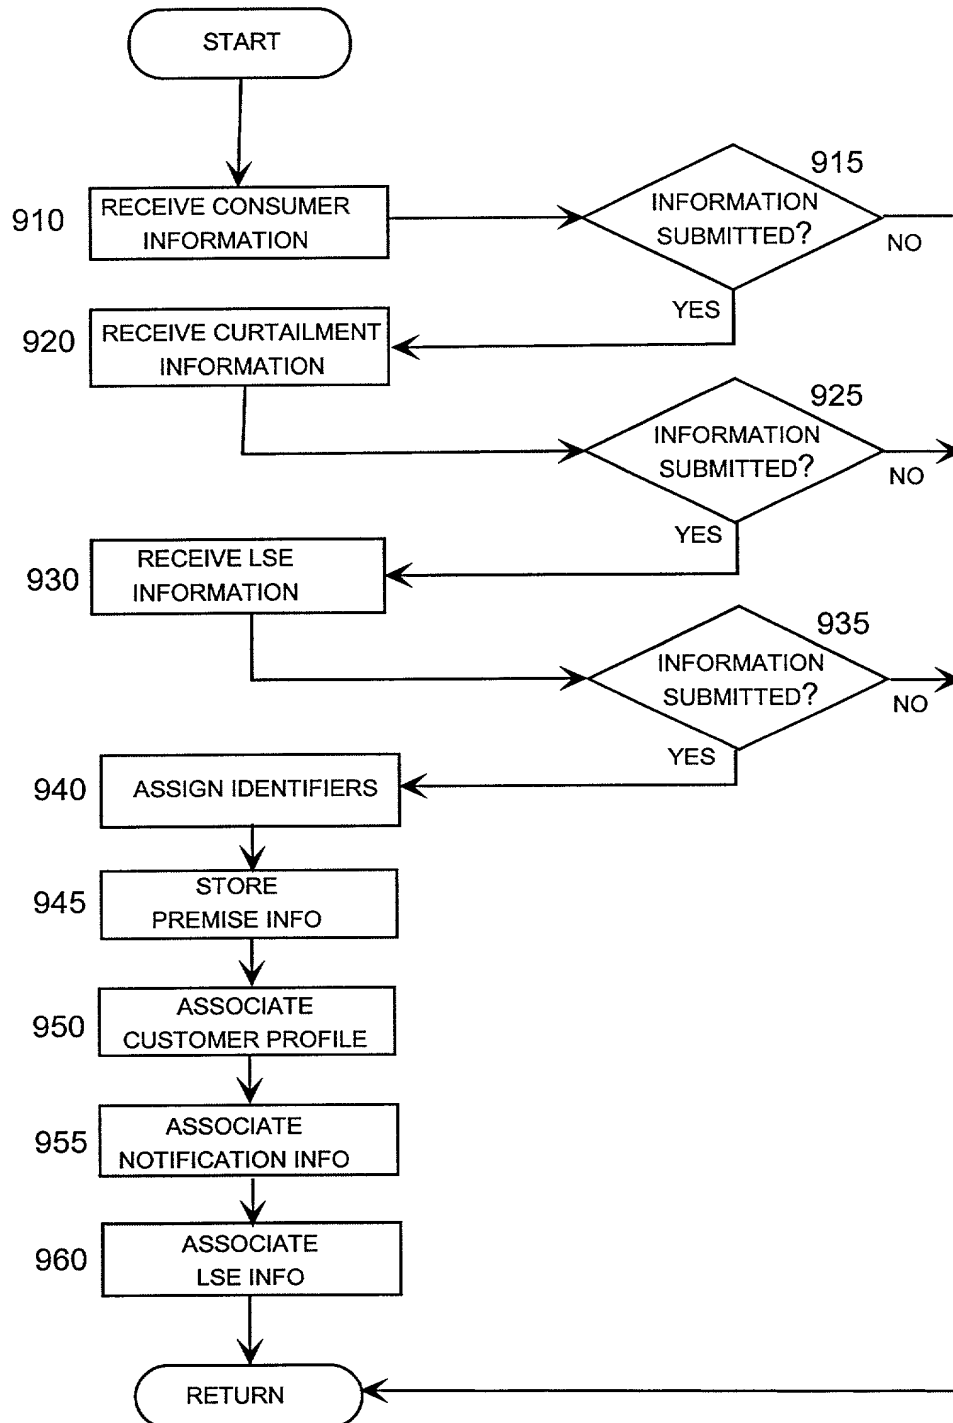 START
910
RECEIVE CONSUMER
INFORMATION
915
INFORMATION
SUBMITTED?
NO
YES
920
RECEIVE CURTAILMENT
INFORMATION
925
INFORMATION
SUBMITTED?
NO
YES
930
RECEIVE LSE
INFORMATION
935
INFORMATION
SUBMITTED?
NO
YES
940
ASSIGN IDENTIFIERS
945
STORE
PREMISE INFO
950
ASSOCIATE
CUSTOMER PROFILE
955
ASSOCIATE
NOTIFICATION INFO
960
ASSOCIATE
LSE INFO
RETURN